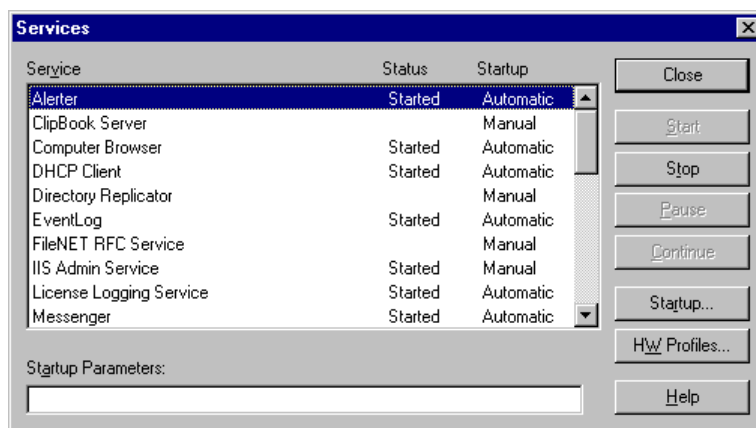 Services
Service Status Startup
Alerter Started Automatic
ClipBook Server Manual
Computer Browser Started Automatic
DHCP Client Started Automatic
Directory Replicator Manual
EventLog Started Automatic
FileNET RFC Service Manual
IIS Admin Service Started Manual
License Logging Service Started Automatic
Messenger Started Automatic
Startup Parameters:
Close
Start
Stop
Pause
Continue
Startup...
HW Profiles...
Help